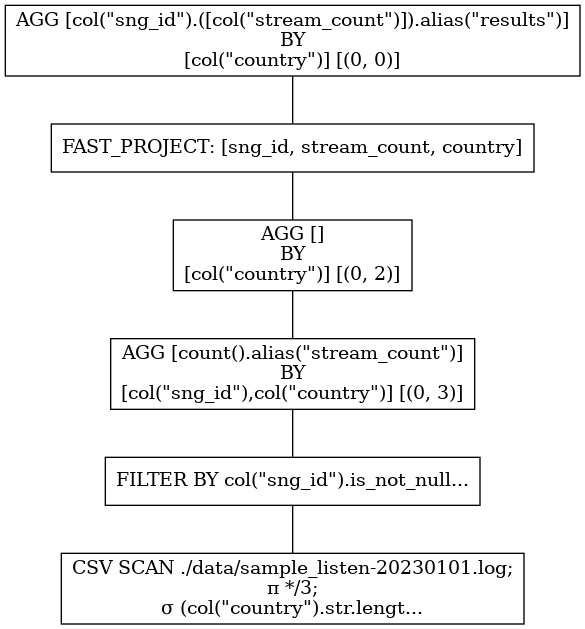 AGG [col("sng_id").([col("stream_count")]).alias("results")]
BY
[col("country")] [(0, 0)]
FAST_PROJECT: [sng_id, stream_count, country]
AGG []
BY
[col("country")] [(0, 2)]
AGG [count().alias("stream_count")]
BY
[col("sng_id"),col("country")] [(0, 3)]
FILTER BY col("sng_id").is_not_null...
CSV SCAN ./data/sample_listen-20230101.log;
π */3;
σ (col("country").str.lengt...